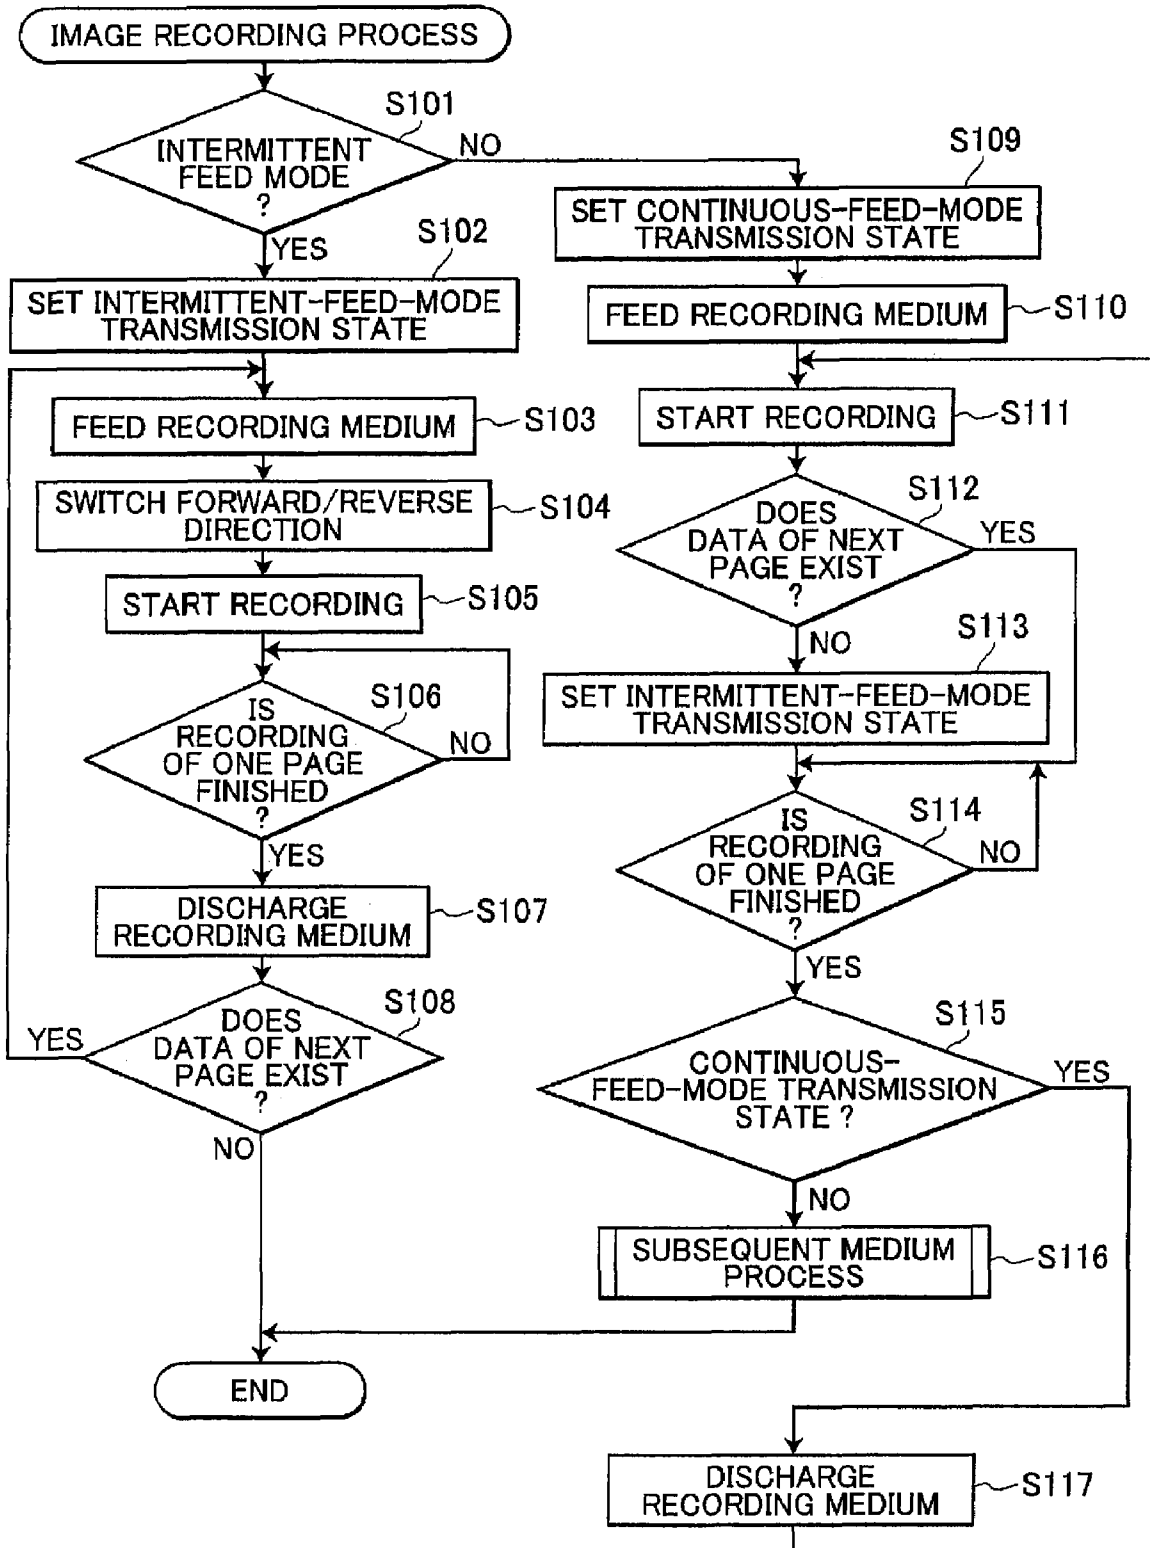 IMAGE RECORDING PROCESS
S101
INTERMITTENT
FEED MODE
?
NO
YES
S102
SET INTERMITTENT-FEED-MODE
TRANSMISSION STATE
FEED RECORDING MEDIUM
S103
SWITCH FORWARD/REVERSE
DIRECTION
S104
START RECORDING
S105
IS
RECORDING
OF ONE PAGE
FINISHED
?
S106
NO
YES
DISCHARGE
RECORDING MEDIUM
S107
DOES
DATA OF NEXT
PAGE EXIST
?
S108
YES
NO
END
S109
SET CONTINUOUS-FEED-MODE
TRANSMISSION STATE
FEED RECORDING MEDIUM
S110
START RECORDING
S111
S112
DOES
DATA OF NEXT
PAGE EXIST
?
YES
NO
S113
SET INTERMITTENT-FEED-MODE
TRANSMISSION STATE
S114
IS
RECORDING
OF ONE PAGE
FINISHED
?
NO
YES
S115
CONTINUOUS-
FEED-MODE TRANSMISSION
STATE ?
YES
NO
SUBSEQUENT MEDIUM
PROCESS
S116
DISCHARGE
RECORDING MEDIUM
S117